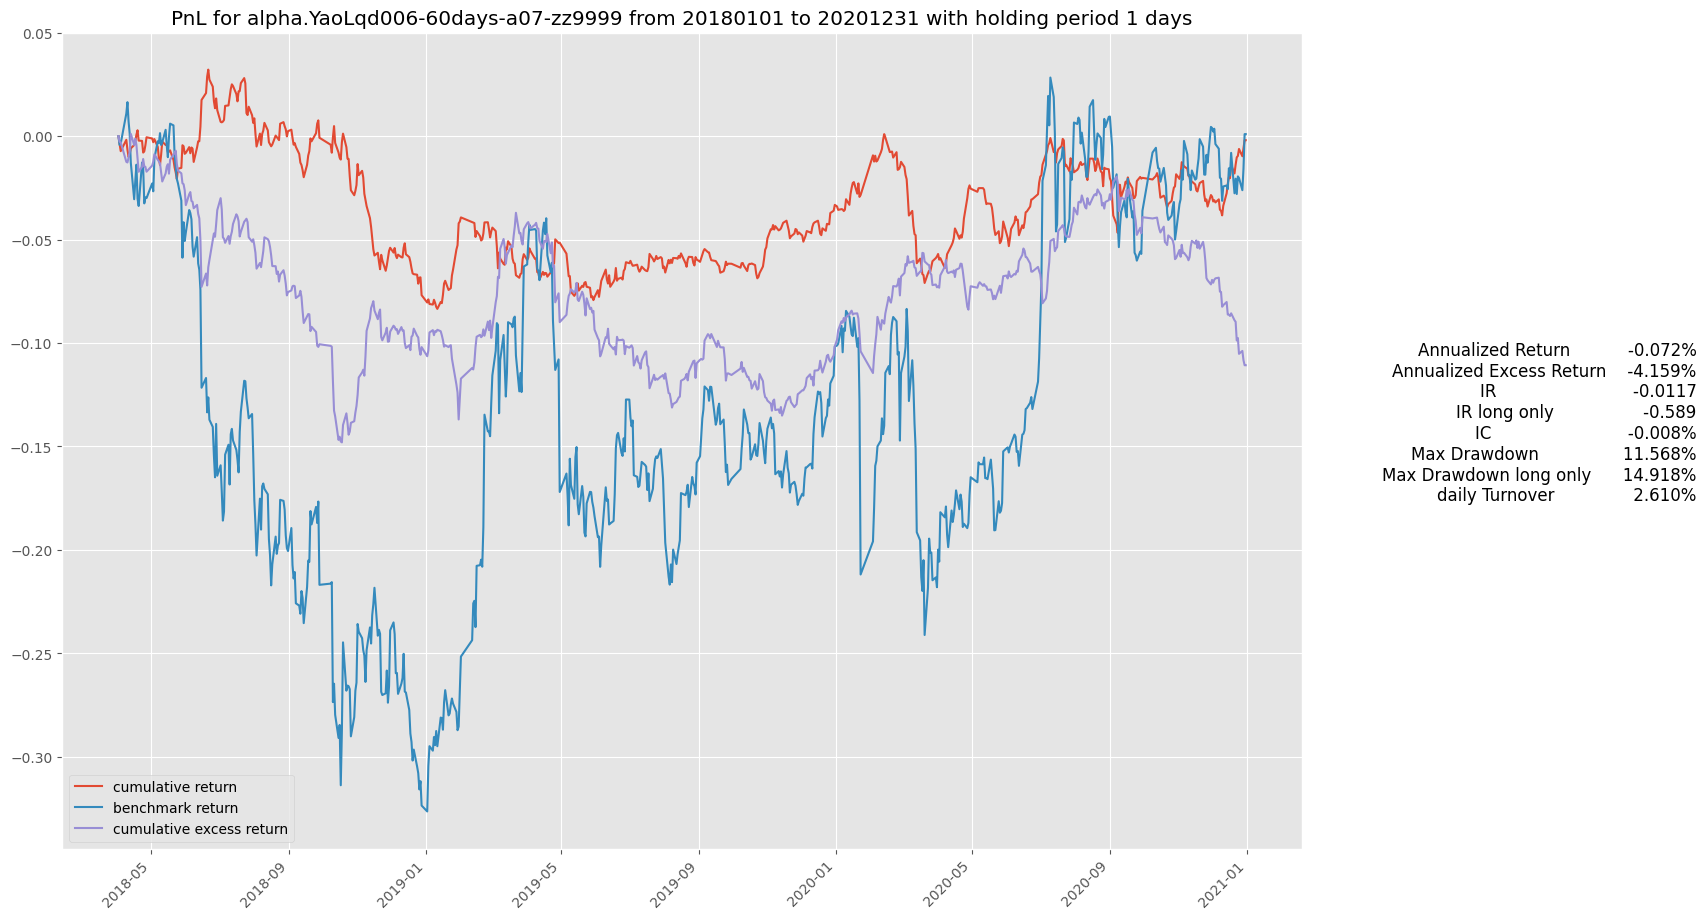 PnL for alpha.YaoLqd006-60days-a07-zz9999 from 20180101 to 20201231 with holding period 1 days
0.05
0.00
−0.05
−0.10
−0.15
−0.20
−0.25
−0.30
Annualized Return -0.072%
Annualized Excess Return -4.159%
IR -0.0117
IR long only -0.589
IC -0.008%
Max Drawdown 11.568%
Max Drawdown long only 14.918%
daily Turnover 2.610%
cumulative return
benchmark return
cumulative excess return
2018-05
2018-09
2019-01
2019-05
2019-09
2020-01
2020-05
2020-09
2021-01